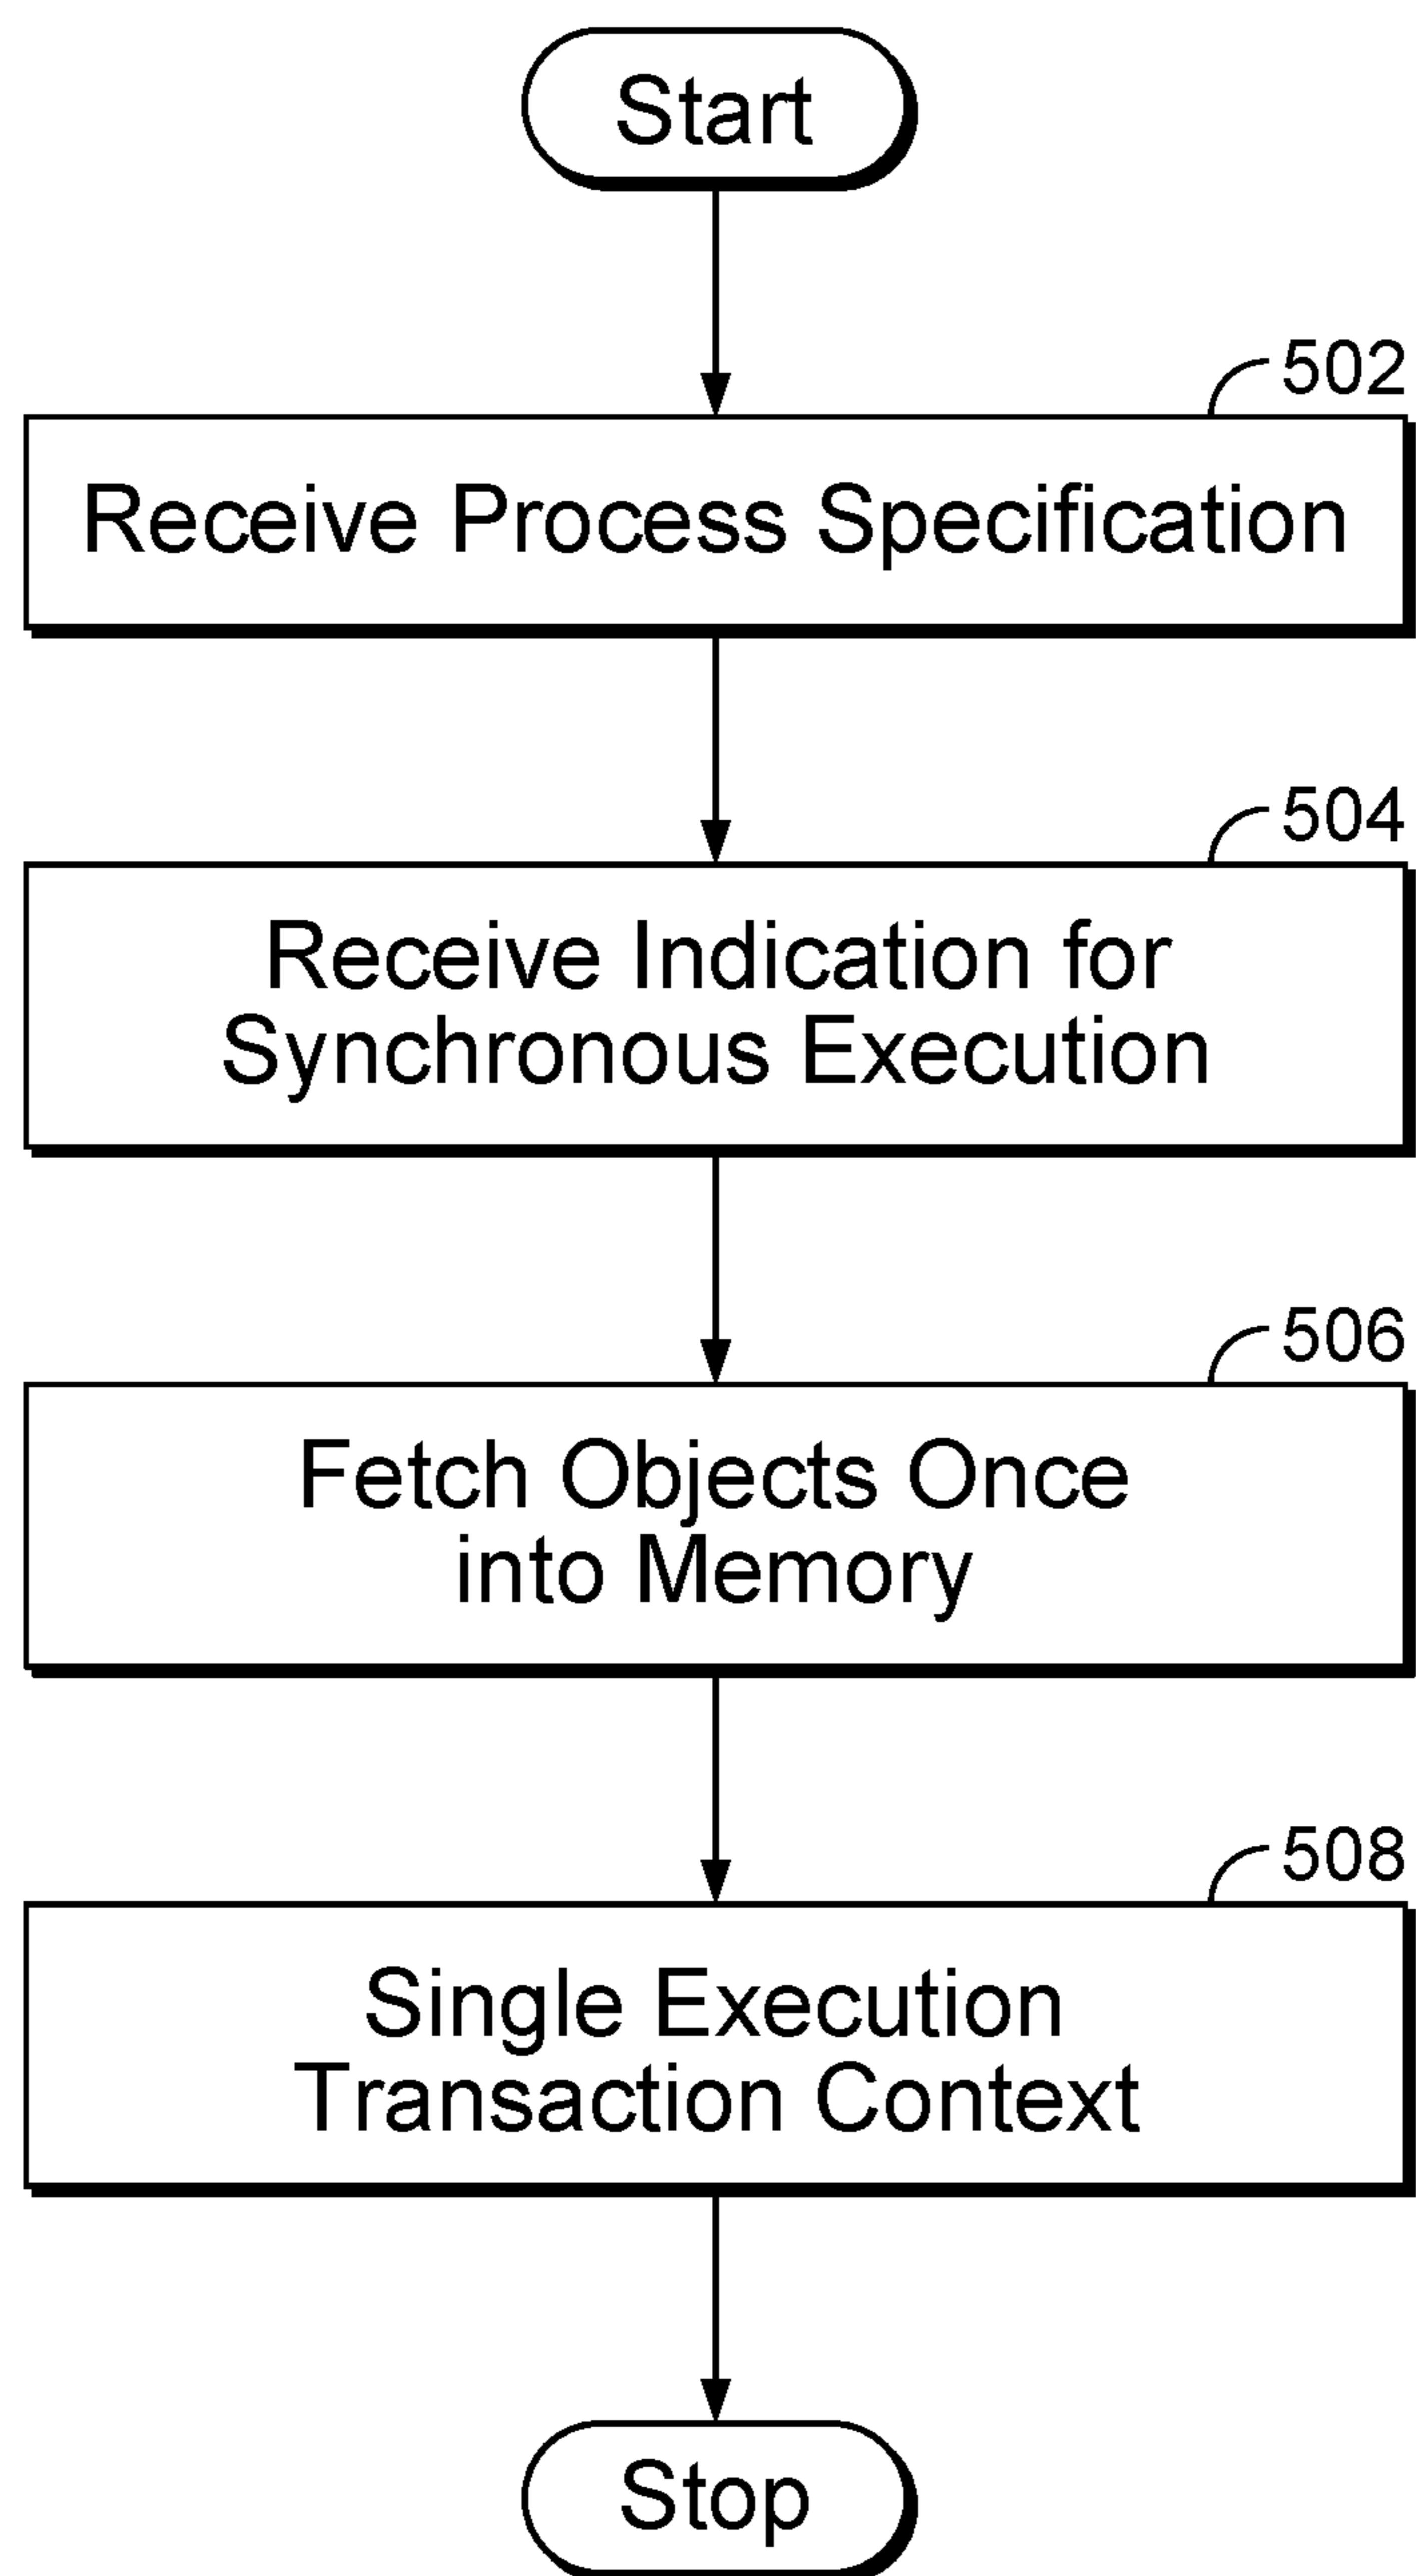 Start
502
Receive Process Specification
504
Receive Indication for
Synchronous Execution
506
Fetch Objects Once
into Memory
508
Single Execution
Transaction Context
Stop